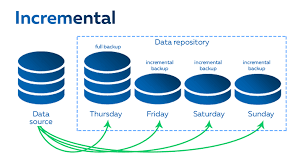 Incremental
Data repository
full backup
incremental
backup
incremental
backup
incremental
backup
Data
source
Thursday
Friday
Saturday
Sunday